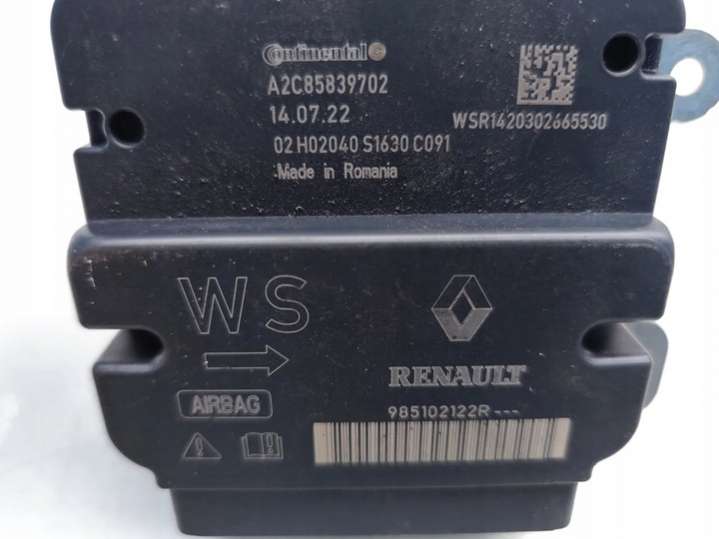 Continental
A2C85839702
14.07.22
02 H02040 S1630 C091
Made in Romania
WSR1420302665530
WS
RENAULT
AIRBAG
985102122R---